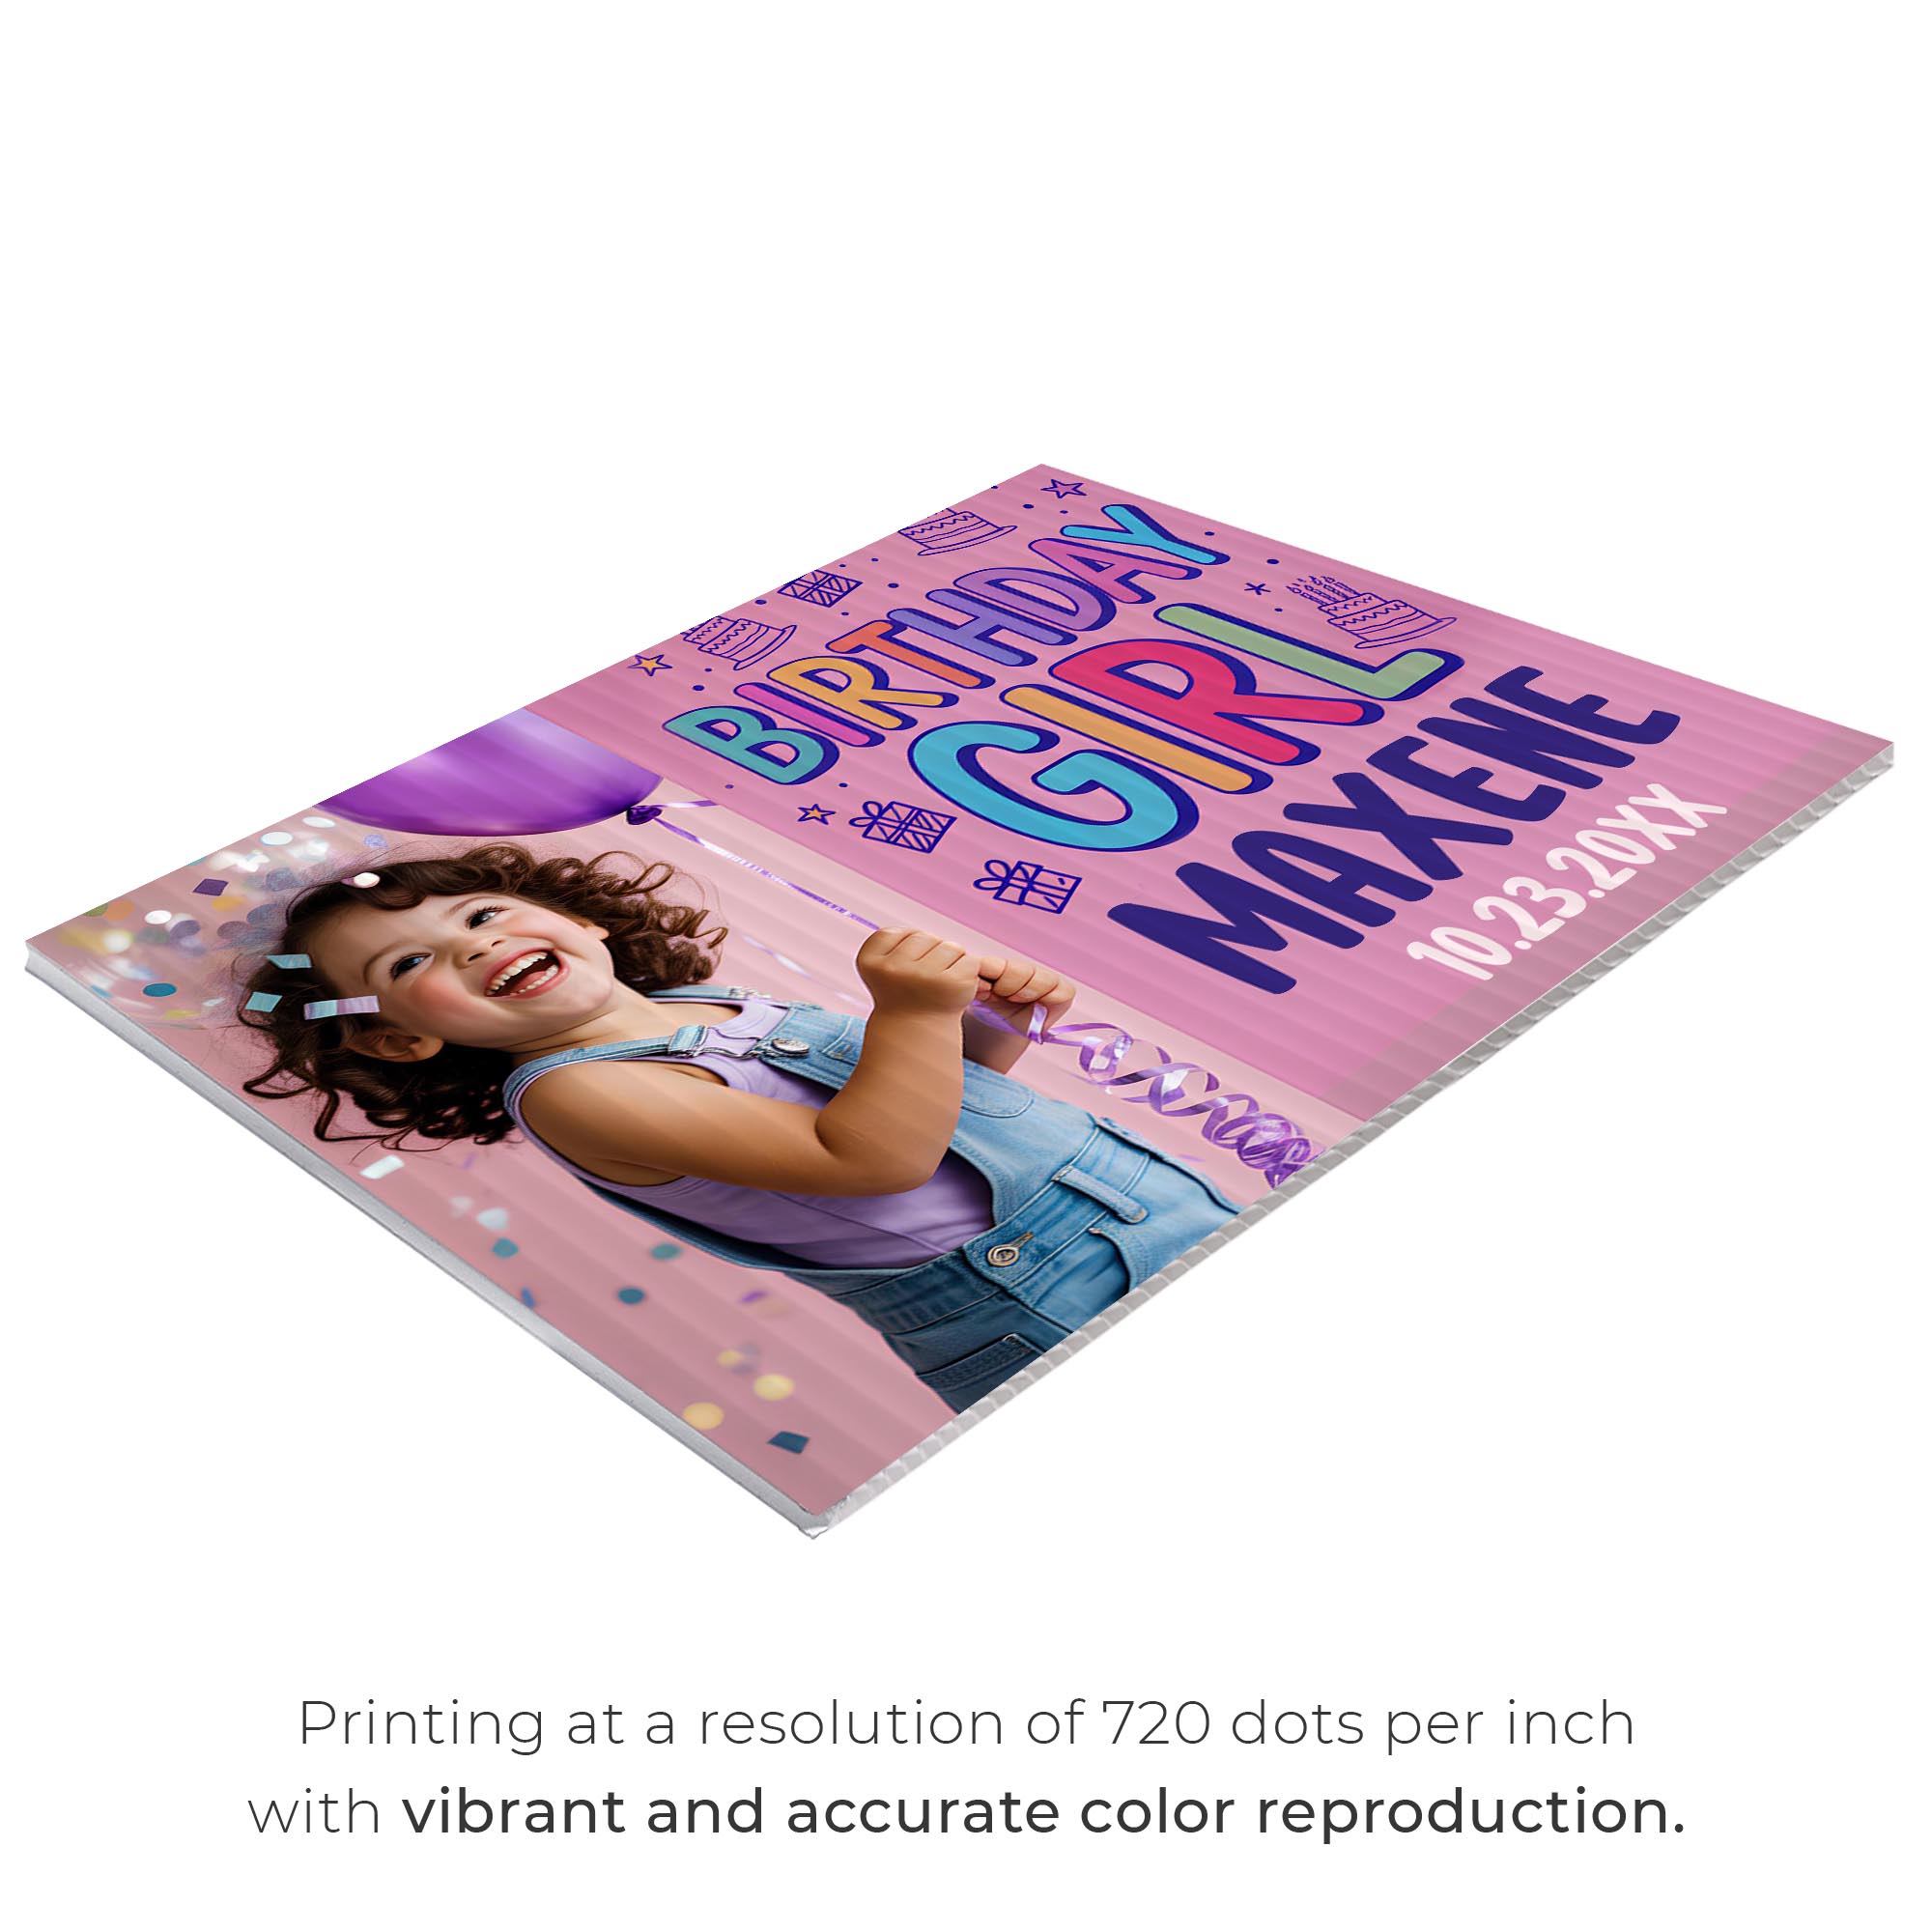 BIRTHDAY
GIRL
MAXENE
10.23.20XX
Printing at a resolution of 720 dots per inch
with vibrant and accurate color reproduction.